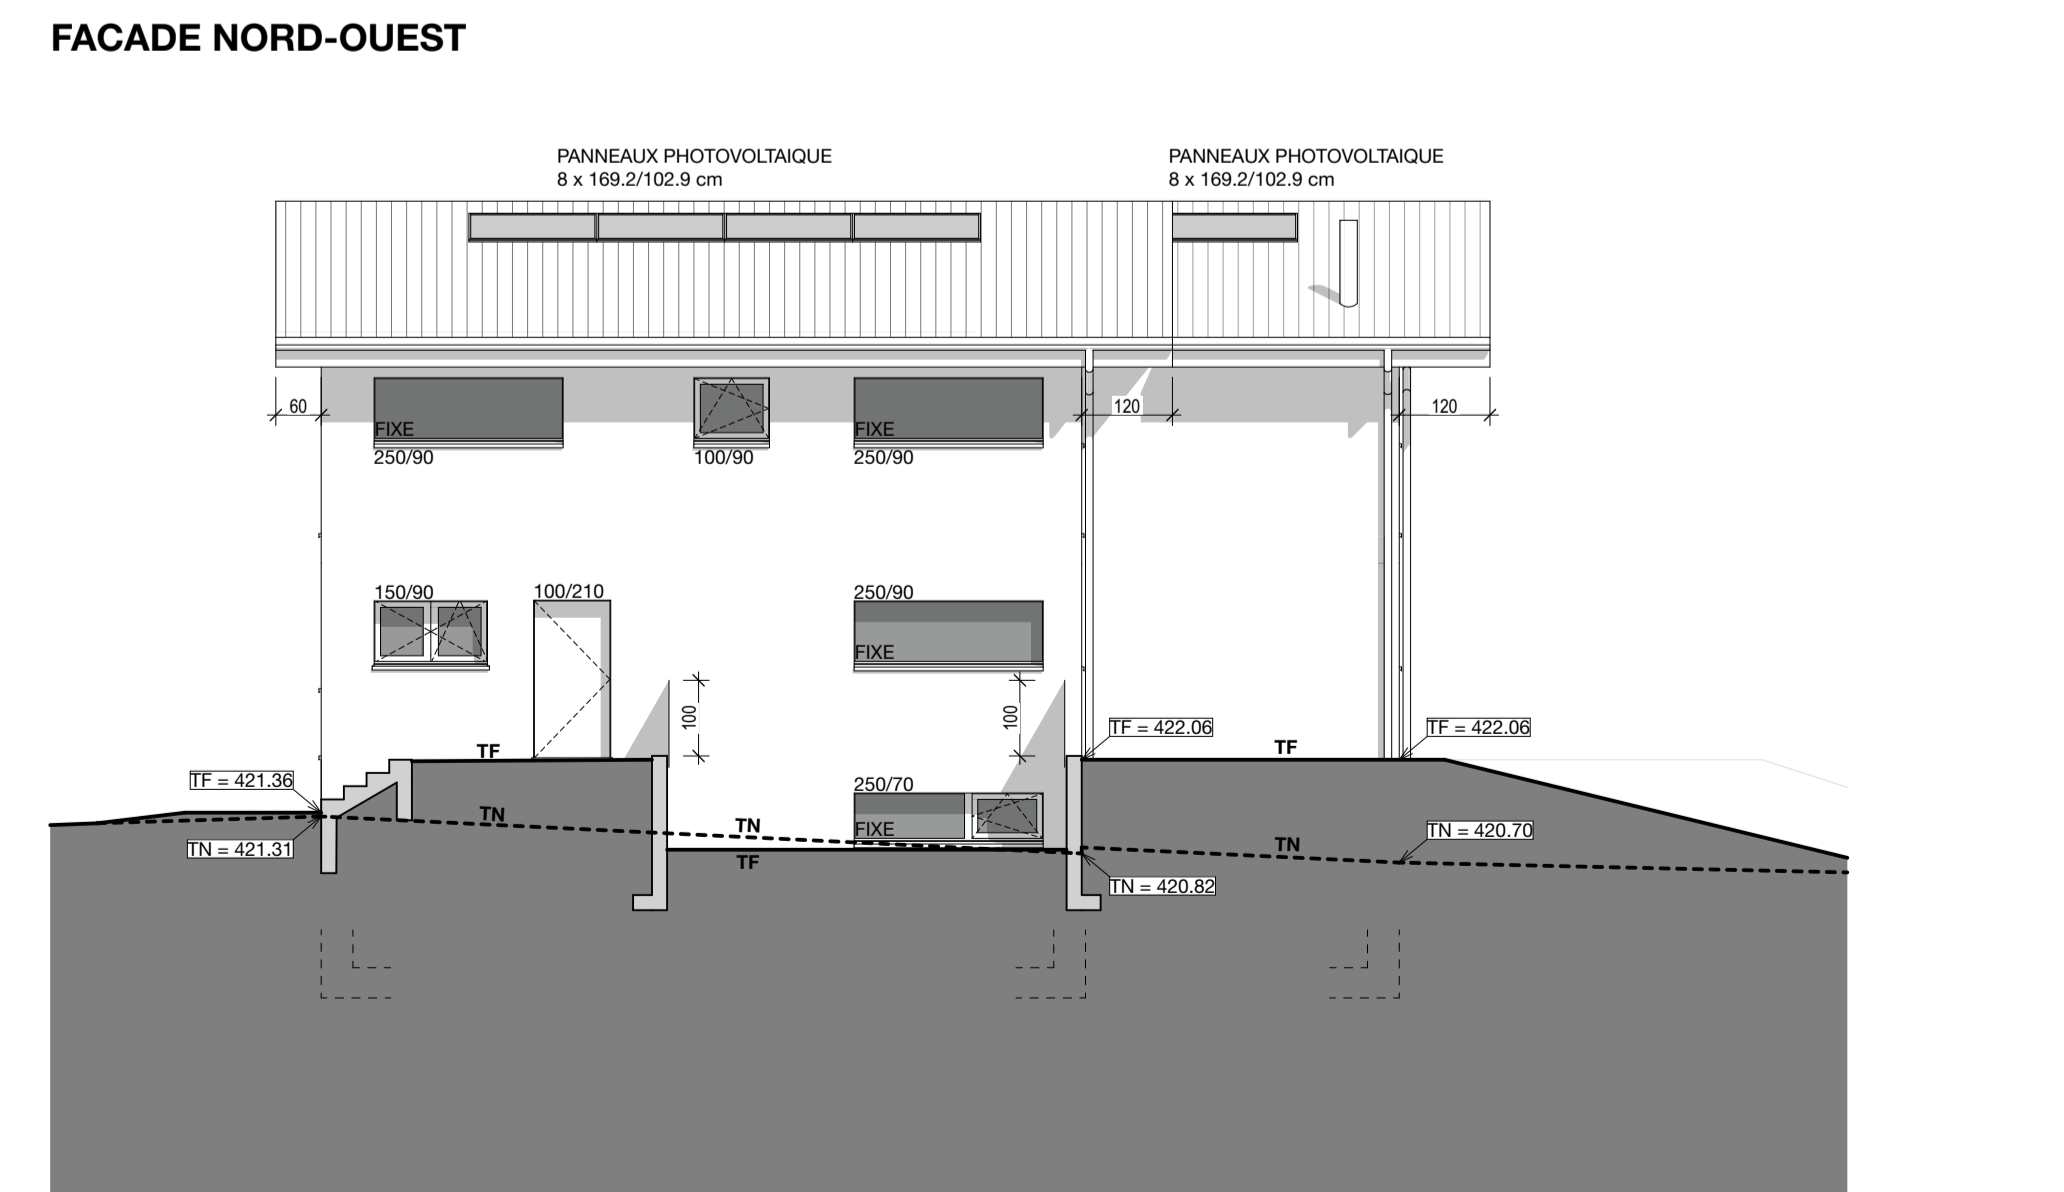 FACADE NORD-OUEST
PANNEAUX PHOTOVOLTAIQUE
8 x 169.2/102.9 cm
PANNEAUX PHOTOVOLTAIQUE
8 x 169.2/102.9 cm
60
120
120
FIXE
250/90
100/90
FIXE
250/90
150/90
100/210
250/90
FIXE
100
100
TF = 422.06
TF = 422.06
TF
TF
TF = 421.36
250/70
TN
TN
FIXE
TN = 420.70
TN
TN = 421.31
TF
TN = 420.82